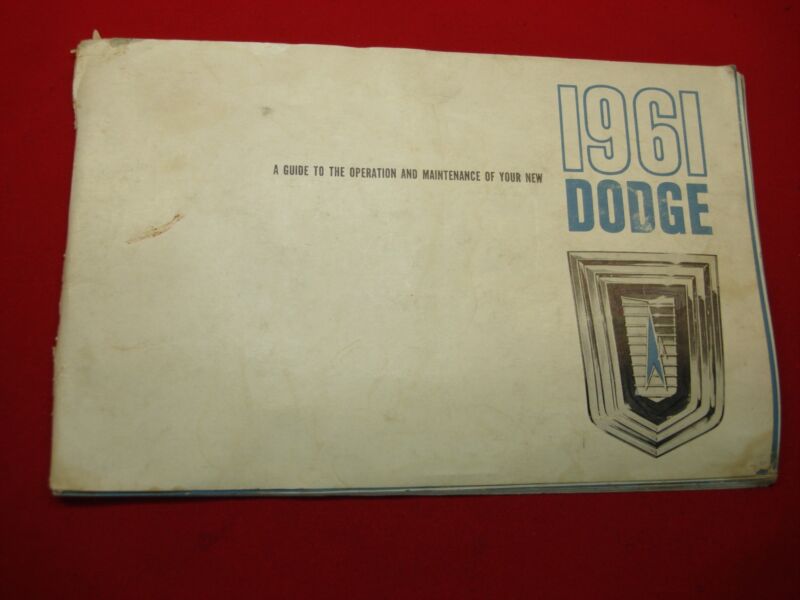 1961
A GUIDE TO THE OPERATION AND MAINTENANCE OF YOUR NEW
DODGE